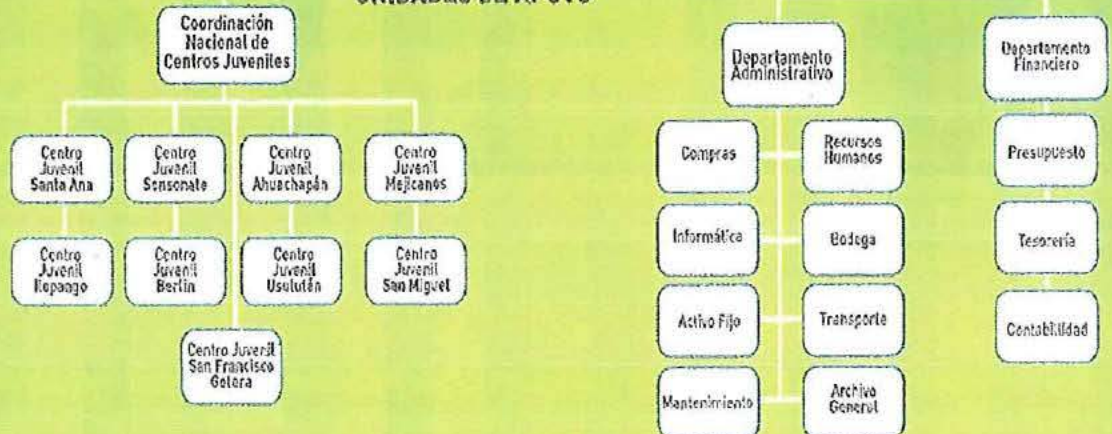 Coordinación
Nacional de
Centros Juveniles
Centro
Juvenil
Santa Ana
Centro
Juvenil
Sonsonate
Centro
Juvenil
Ahuachapán
Centro
Juvenil
Mejicanos
Centro
Juvenil
Ilopango
Centro
Juvenil
Berlín
Centro
Juvenil
Usulután
Centro
Juvenil
San Miguel
Centro Juvenil
San Francisco
Gotera
Departamento
Administrativo
Compras
Recursos
Humanos
Informática
Bodega
Activo Fijo
Transporte
Mantenimiento
Archivo
General
Departamento
Financiero
Presupuesto
Tesorería
Contabilidad